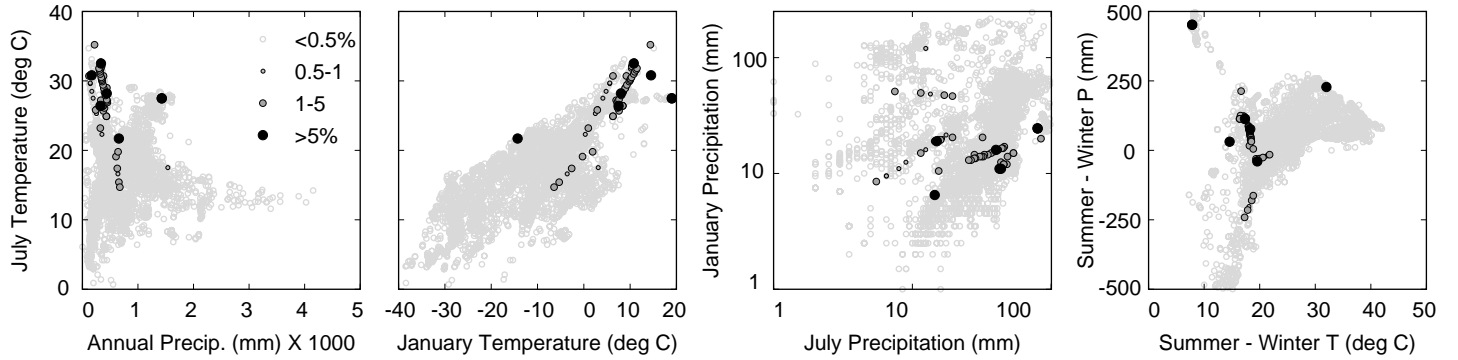 July Temperature (deg C)
40
30
20
10
0
<0.5%
0.5-1
1-5
>5%
0 1 2 3 4 5
Annual Precip. (mm) X 1000
-40 -30 -20 -10 0 10 20
January Temperature (deg C)
January Precipitation (mm)
100
10
1
1 10 100
July Precipitation (mm)
Summer - Winter P (mm)
500
250
0
-250
-500
0 10 20 30 40 50
Summer - Winter T (deg C)